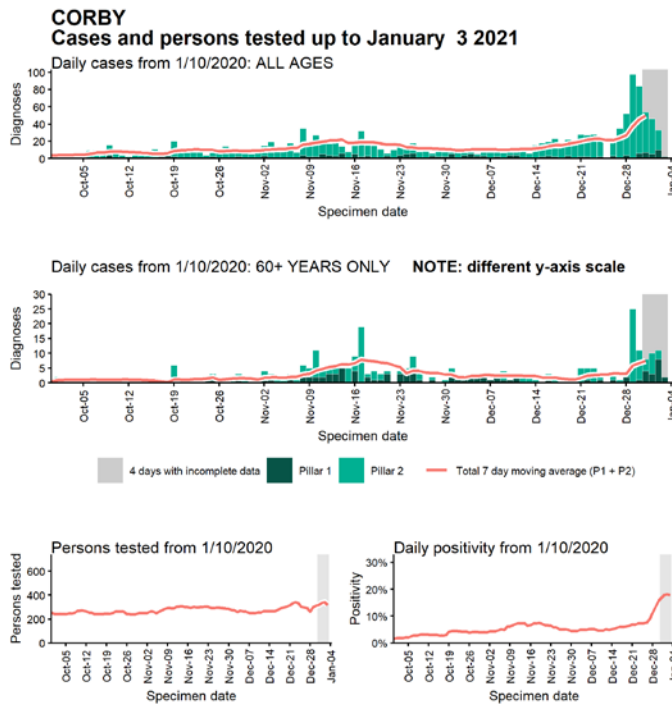 CORBY
Cases and persons tested up to January 3 2021
Daily cases from 1/10/2020: ALL AGES
Diagnoses
100
80
60
40
20
0
Oct-05
Oct-12
Oct-19
Oct-26
Nov-02
Nov-09
Nov-16
Nov-23
Nov-30
Dec-07
Dec-14
Dec-21
Dec-28
Jan-04
Specimen date
Daily cases from 1/10/2020: 60+ YEARS ONLY NOTE: different y-axis scale
Diagnoses
30
25
20
15
10
5
0
Oct-05
Oct-12
Oct-19
Oct-26
Nov-02
Nov-09
Nov-16
Nov-23
Nov-30
Dec-07
Dec-14
Dec-21
Dec-28
Jan-04
Specimen date
4 days with incomplete data Pillar 1 Pillar 2 Total 7 day moving average (P1 + P2)
Persons tested from 1/10/2020
Persons tested
600
400
200
0
Oct-05
Oct-12
Oct-19
Oct-26
Nov-02
Nov-09
Nov-16
Nov-23
Nov-30
Dec-07
Dec-14
Dec-21
Dec-28
Jan-04
Specimen date
Daily positivity from 1/10/2020
Positivity
30%
20%
10%
0%
Oct-05
Oct-12
Oct-19
Oct-26
Nov-02
Nov-09
Nov-16
Nov-23
Nov-30
Dec-07
Dec-14
Dec-21
Dec-28
Jan-04
Specimen date